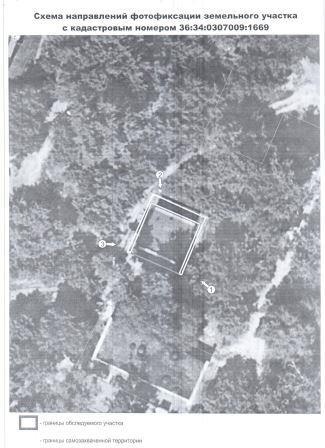 Схема направлений фотофиксации земельного участка
с кадастровым номером 36:34:0307009:1669
2
3
1
- границы обследуемого участка
- границы самозахваченной территории